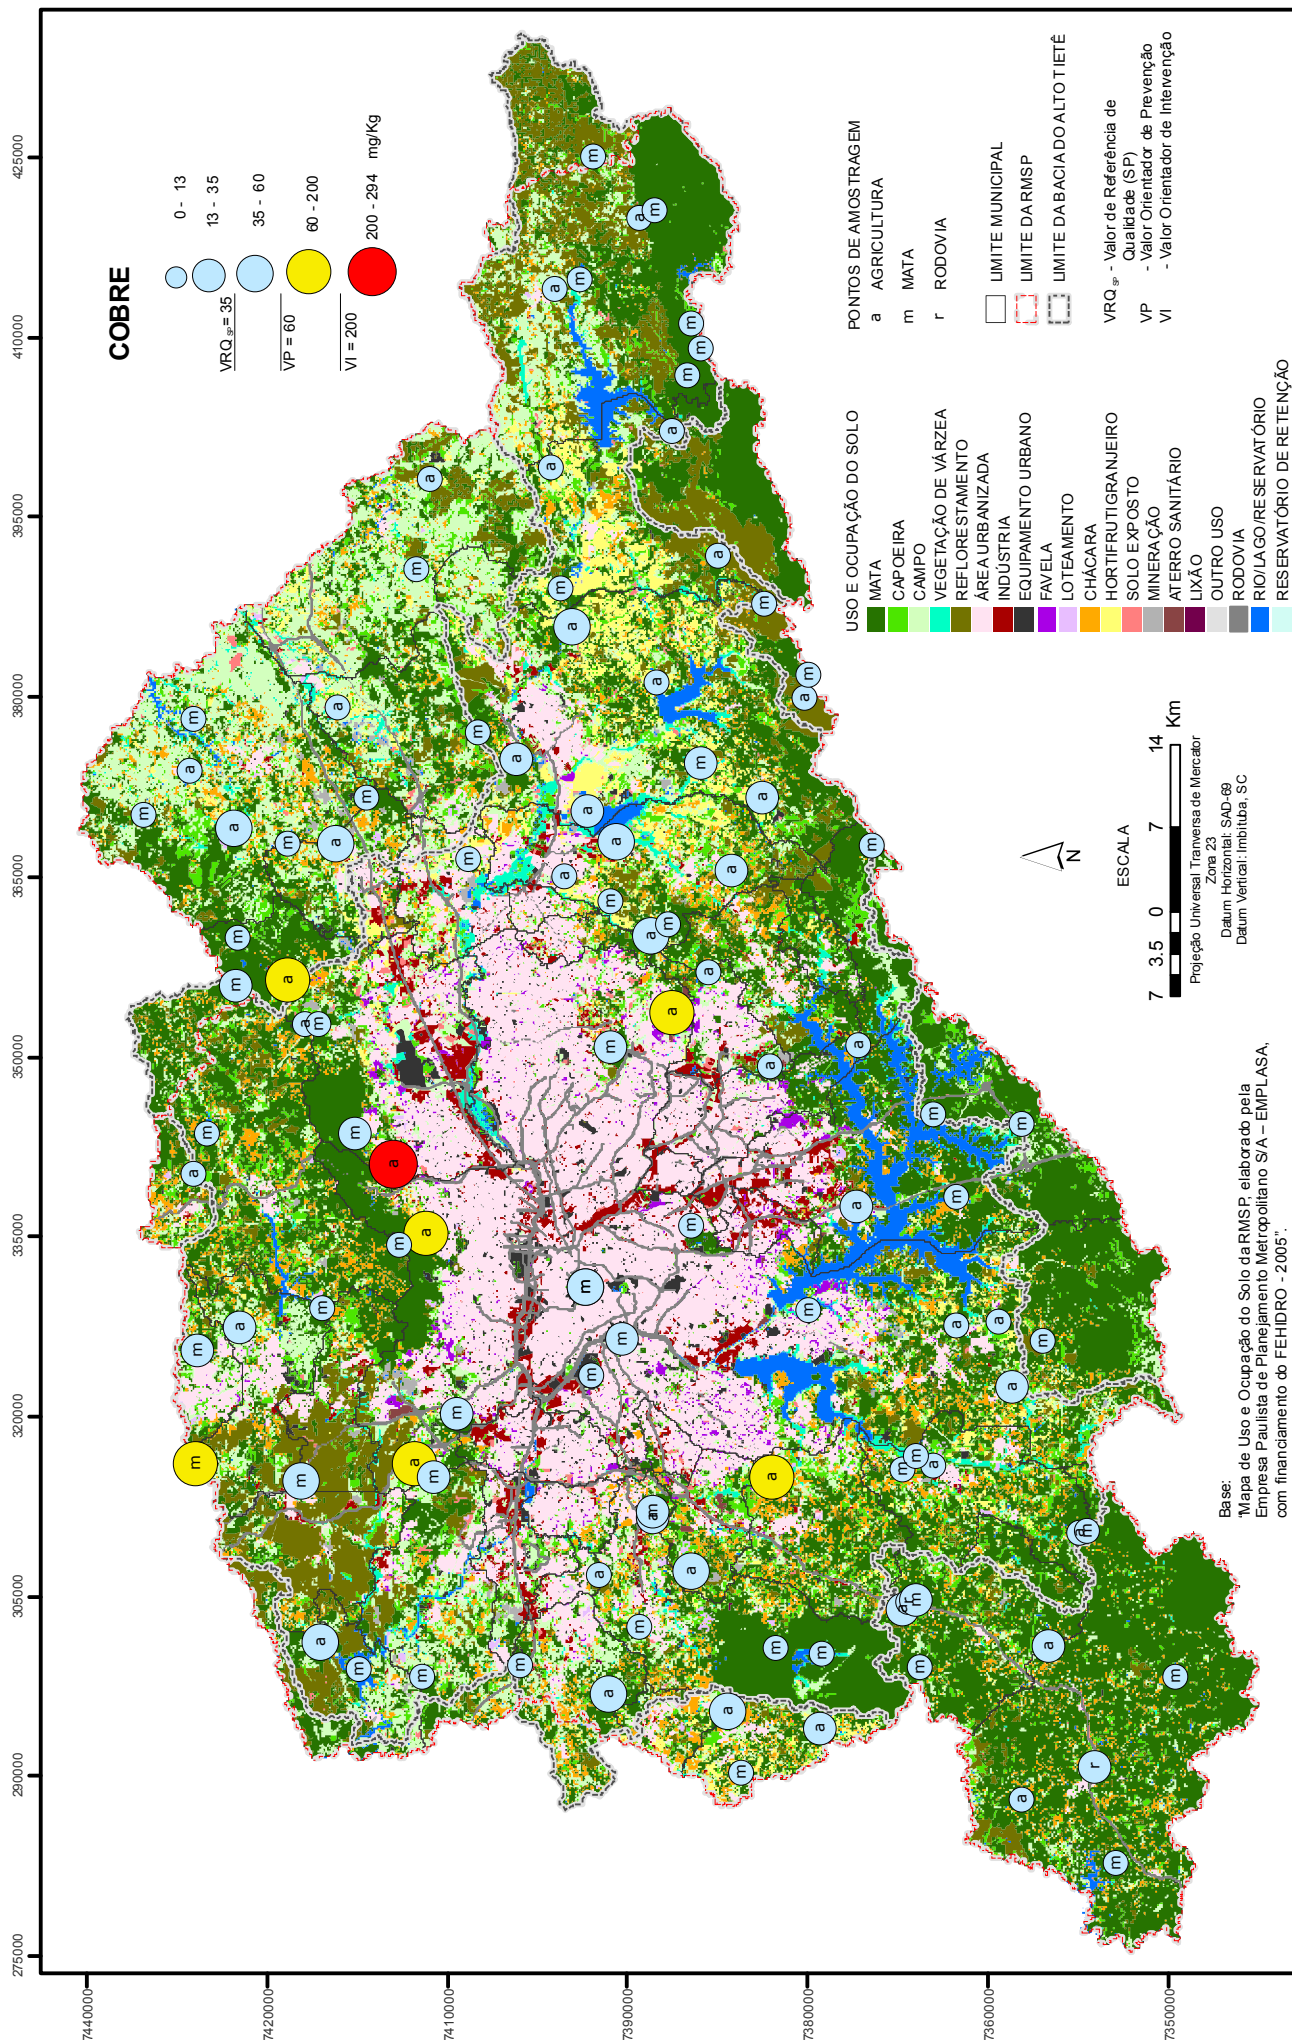 COBRE
0 - 13
13 - 35
35 - 60
60 - 200
200 - 294 mg/Kg
VRQ SP = 35
VP = 60
VI = 200
PONTOS DE AMOSTRAGEM
a AGRICULTURA
m MATA
r RODOVIA
LIMITE MUNICIPAL
LIMITE DA RMSP
LIMITE DA BACIA DO ALTO TIETÊ
VRQ SP - Valor de Referência de
Qualidade (SP)
VP - Valor Orientador de Prevenção
VI - Valor Orientador de Intervenção
USO E OCUPAÇÃO DO SOLO
MATA
CAPOEIRA
CAMPO
VEGETAÇÃO DE VÁRZEA
REFLORESTAMENTO
ÁREA URBANIZADA
INDÚSTRIA
EQUIPAMENTO URBANO
FAVELA
LOTEAMENTO
CHÁCARA
HORTIFRUTIGRANJEIRO
SOLO EXPOSTO
MINERAÇÃO
ATERRO SANITÁRIO
LIXÃO
OUTRO USO
RODOVIA
RIO/LAGO/RESERVATÓRIO
RESERVATÓRIO DE RETENÇÃO
N
ESCALA
7 3.5 0 7 14 Km
Projeção Universal Transversa de Mercator
Zona 23
Datum Horizontal: SAD-69
Datum Vertical: Imbituba, SC
Base:
"Mapa de Uso e Ocupação do Solo da RMSP, elaborado pela
Empresa Paulista de Planejamento Metropolitano S/A – EMPLASA,
com financiamento do FEHIDRO - 2005".
275000
290000
305000
320000
335000
350000
365000
380000
395000
410000
425000
7440000
7420000
7410000
7390000
7380000
7360000
7350000